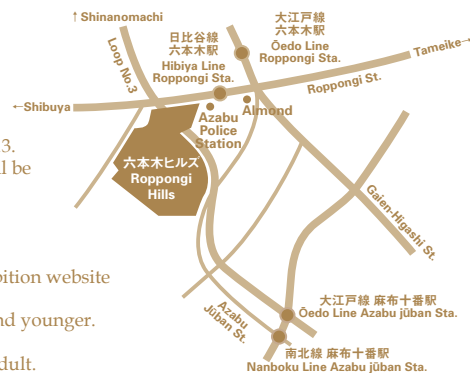 ↑Shinanomachi
Loop No.3
日比谷線
六本木駅
Hibiya Line
Roppongi Sta.
大江戸線
六本木駅
Ōedo Line
Roppongi Sta.
Tameike→
Roppongi St.
←Shibuya
Azabu
Police
Station
Almond
六本木ヒルズ
Roppongi
Hills
Gaien-Higashi St.
Azabu
Jūban St.
大江戸線 麻布十番駅
Ōedo Line Azabu jūban Sta.
南北線 麻布十番駅
Nanboku Line Azabu jūban Sta.
3.
l be
bition website
nd younger.
dult.